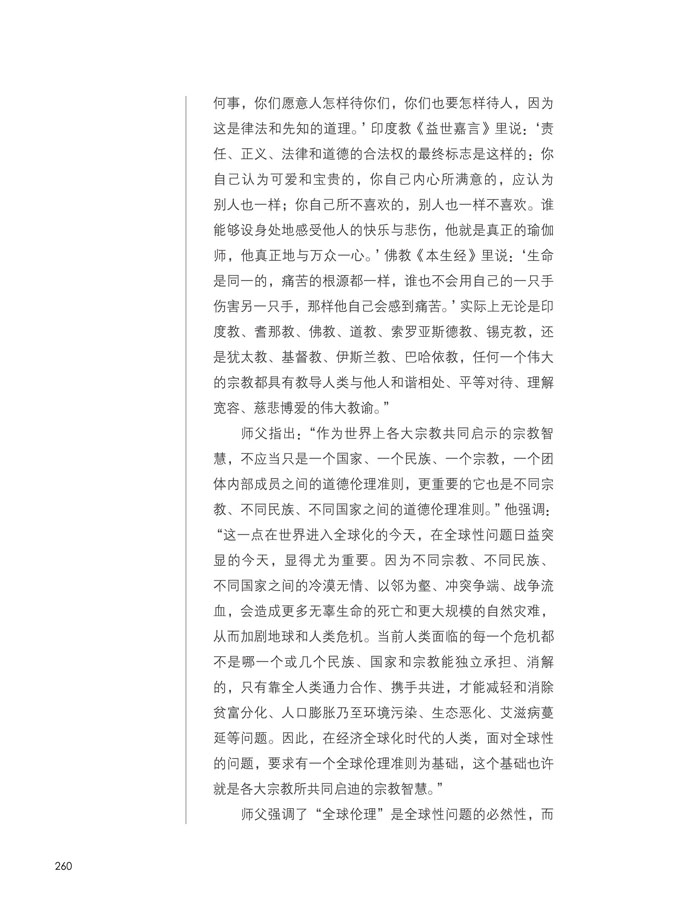 何事，你们愿意人怎样待你们，你们也要怎样待人，因为
这是律法和先知的道理。’印度教《益世嘉言》里说：‘责
任、正义、法律和道德的合法权的最终标志是这样的：你
自己认为可爱和宝贵的，你自己内心所满意的，应认为
别人也一样；你自己所不喜欢的，别人也一样不喜欢。谁
能够设身处地感受他人的快乐与悲伤，他就是真正的瑜伽
师，他真正地与万众一心。’佛教《本生经》里说：‘生命
是同一的，痛苦的根源都一样，谁也不会用自己的一只手
伤害另一只手，那样他自己会感到痛苦。’实际上无论是印
度教、耆那教、佛教、道教、索罗亚斯德教、锡克教，还
是犹太教、基督教、伊斯兰教、巴哈依教，任何一个伟大
的宗教都具有教导人类与他人和谐相处、平等对待、理解
宽容、慈悲博爱的伟大教谕。”
师父指出：“作为世界上各大宗教共同启示的宗教智
慧，不应当只是一个国家、一个民族、一个宗教，一个团
体内部成员之间的道德伦理准则，更重要的它也是不同宗
教、不同民族、不同国家之间的道德伦理准则。”他强调：
“这一点在世界进入全球化的今天，在全球性问题日益突
显的今天，显得尤为重要。因为不同宗教、不同民族、
不同国家之间的冷漠无情、以邻为壑、冲突争端、战争流
血，会造成更多无辜生命的死亡和更大规模的自然灾难，
从而加剧地球和人类危机。当前人类面临的每一个危机都
不是哪一个或几个民族、国家和宗教能独立承担、消解
的，只有靠全人类通力合作、携手共进，才能减轻和消除
贫富分化、人口膨胀乃至环境污染、生态恶化、艾滋病蔓
延等问题。因此，在经济全球化时代的人类，面对全球性
的问题，要求有一个全球伦理准则为基础，这个基础也许
就是各大宗教所共同启迪的宗教智慧。”
师父强调了“全球伦理”是全球性问题的必然性，而
260